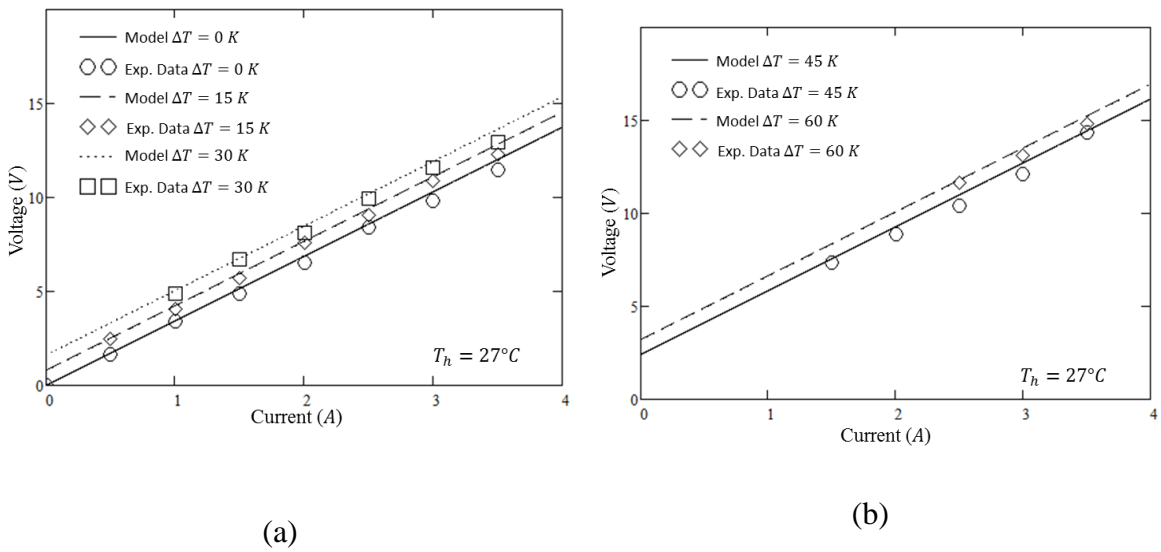 Model ΔT = 0 K
Exp. Data ΔT = 0 K
Model ΔT = 15 K
Exp. Data ΔT = 15 K
Model ΔT = 30 K
Exp. Data ΔT = 30 K
15
10
5
0
Voltage (V)
T_h = 27°C
0 1 2 3 4
Current (A)
(a)
Model ΔT = 45 K
Exp. Data ΔT = 45 K
Model ΔT = 60 K
Exp. Data ΔT = 60 K
15
10
5
0
Voltage (V)
T_h = 27°C
0 1 2 3 4
Current (A)
(b)